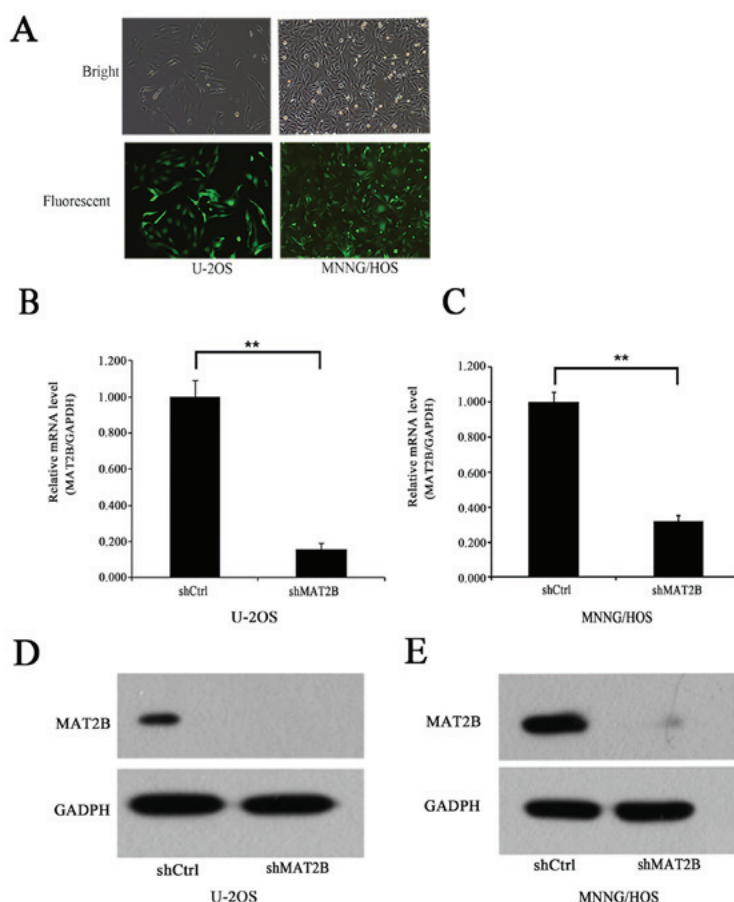 A
Bright
Fluorescent
U-2OS
MNNG/HOS
B
Relative mRNA level
(MAT2B/GAPDH)
1.200
1.000
0.800
0.600
0.400
0.200
0.000
**
shCtrl
shMAT2B
U-2OS
C
Relative mRNA level
(MAT2B/GAPDH)
1.200
1.000
0.800
0.600
0.400
0.200
0.000
**
shCtrl
shMAT2B
MNNG/HOS
D
MAT2B
GADPH
shCtrl
shMAT2B
U-2OS
E
MAT2B
GADPH
shCtrl
shMAT2B
MNNG/HOS